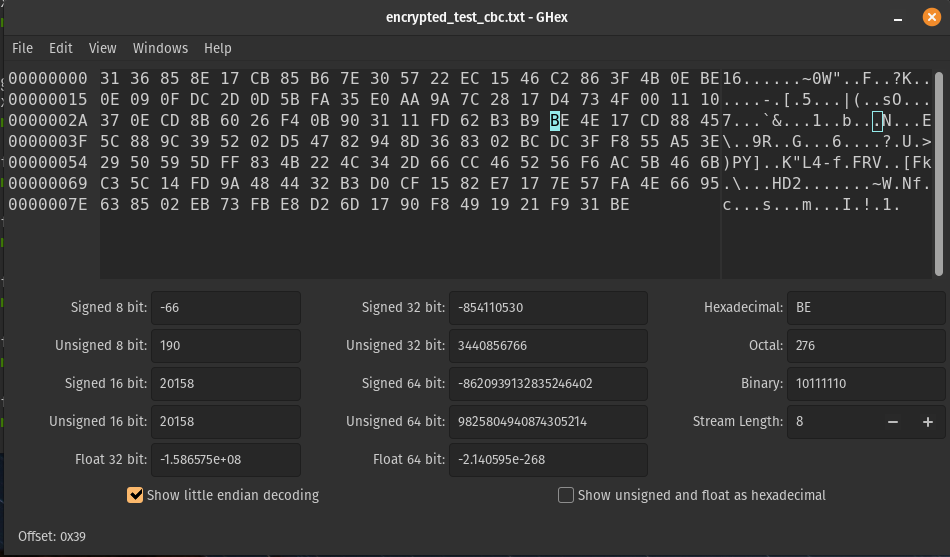 encrypted_test_cbc.txt - GHex
File Edit View Windows Help
00000000 31 36 85 8E 17 CB 85 B6 7E 30 57 22 EC 15 46 C2 86 3F 4B 0E BE 16......~0W"..F..?K..
00000015 0E 09 0F DC 2D 0D 5B FA 35 E0 AA 9A 7C 28 17 D4 73 4F 00 11 10 ....-.[.5...|(..sO...
0000002A 37 0E CD 8B 60 26 F4 0B 90 31 11 FD 62 B3 B9 BE 4E 17 CD 88 45 7...`&...1..b...N...E
0000003F 5C 88 9C 39 52 02 D5 47 82 94 8D 36 83 02 BC DC 3F F8 55 A5 3E \..9R..G...6....?.U.>
00000054 29 50 59 5D FF 83 4B 22 4C 34 2D 66 CC 46 52 56 F6 AC 5B 46 6B )PY]..K"L4-f.FRV..[Fk
00000069 C3 5C 14 FD 9A 48 44 32 B3 D0 CF 15 82 E7 17 7E 57 FA 4E 66 95 .\...HD2.......~W.Nf.
0000007E 63 85 02 EB 73 FB E8 D2 6D 17 90 F8 49 19 21 F9 31 BE c...s...m...I.!.1.
Signed 8 bit: -66 Signed 32 bit: -854110530 Hexadecimal: BE
Unsigned 8 bit: 190 Unsigned 32 bit: 3440856766 Octal: 276
Signed 16 bit: 20158 Signed 64 bit: -8620939132835246402 Binary: 10111110
Unsigned 16 bit: 20158 Unsigned 64 bit: 9825804940874305214 Stream Length: 8
Float 32 bit: -1.586575e+08 Float 64 bit: -2.140595e-268
Show little endian decoding Show unsigned and float as hexadecimal
Offset: 0x39